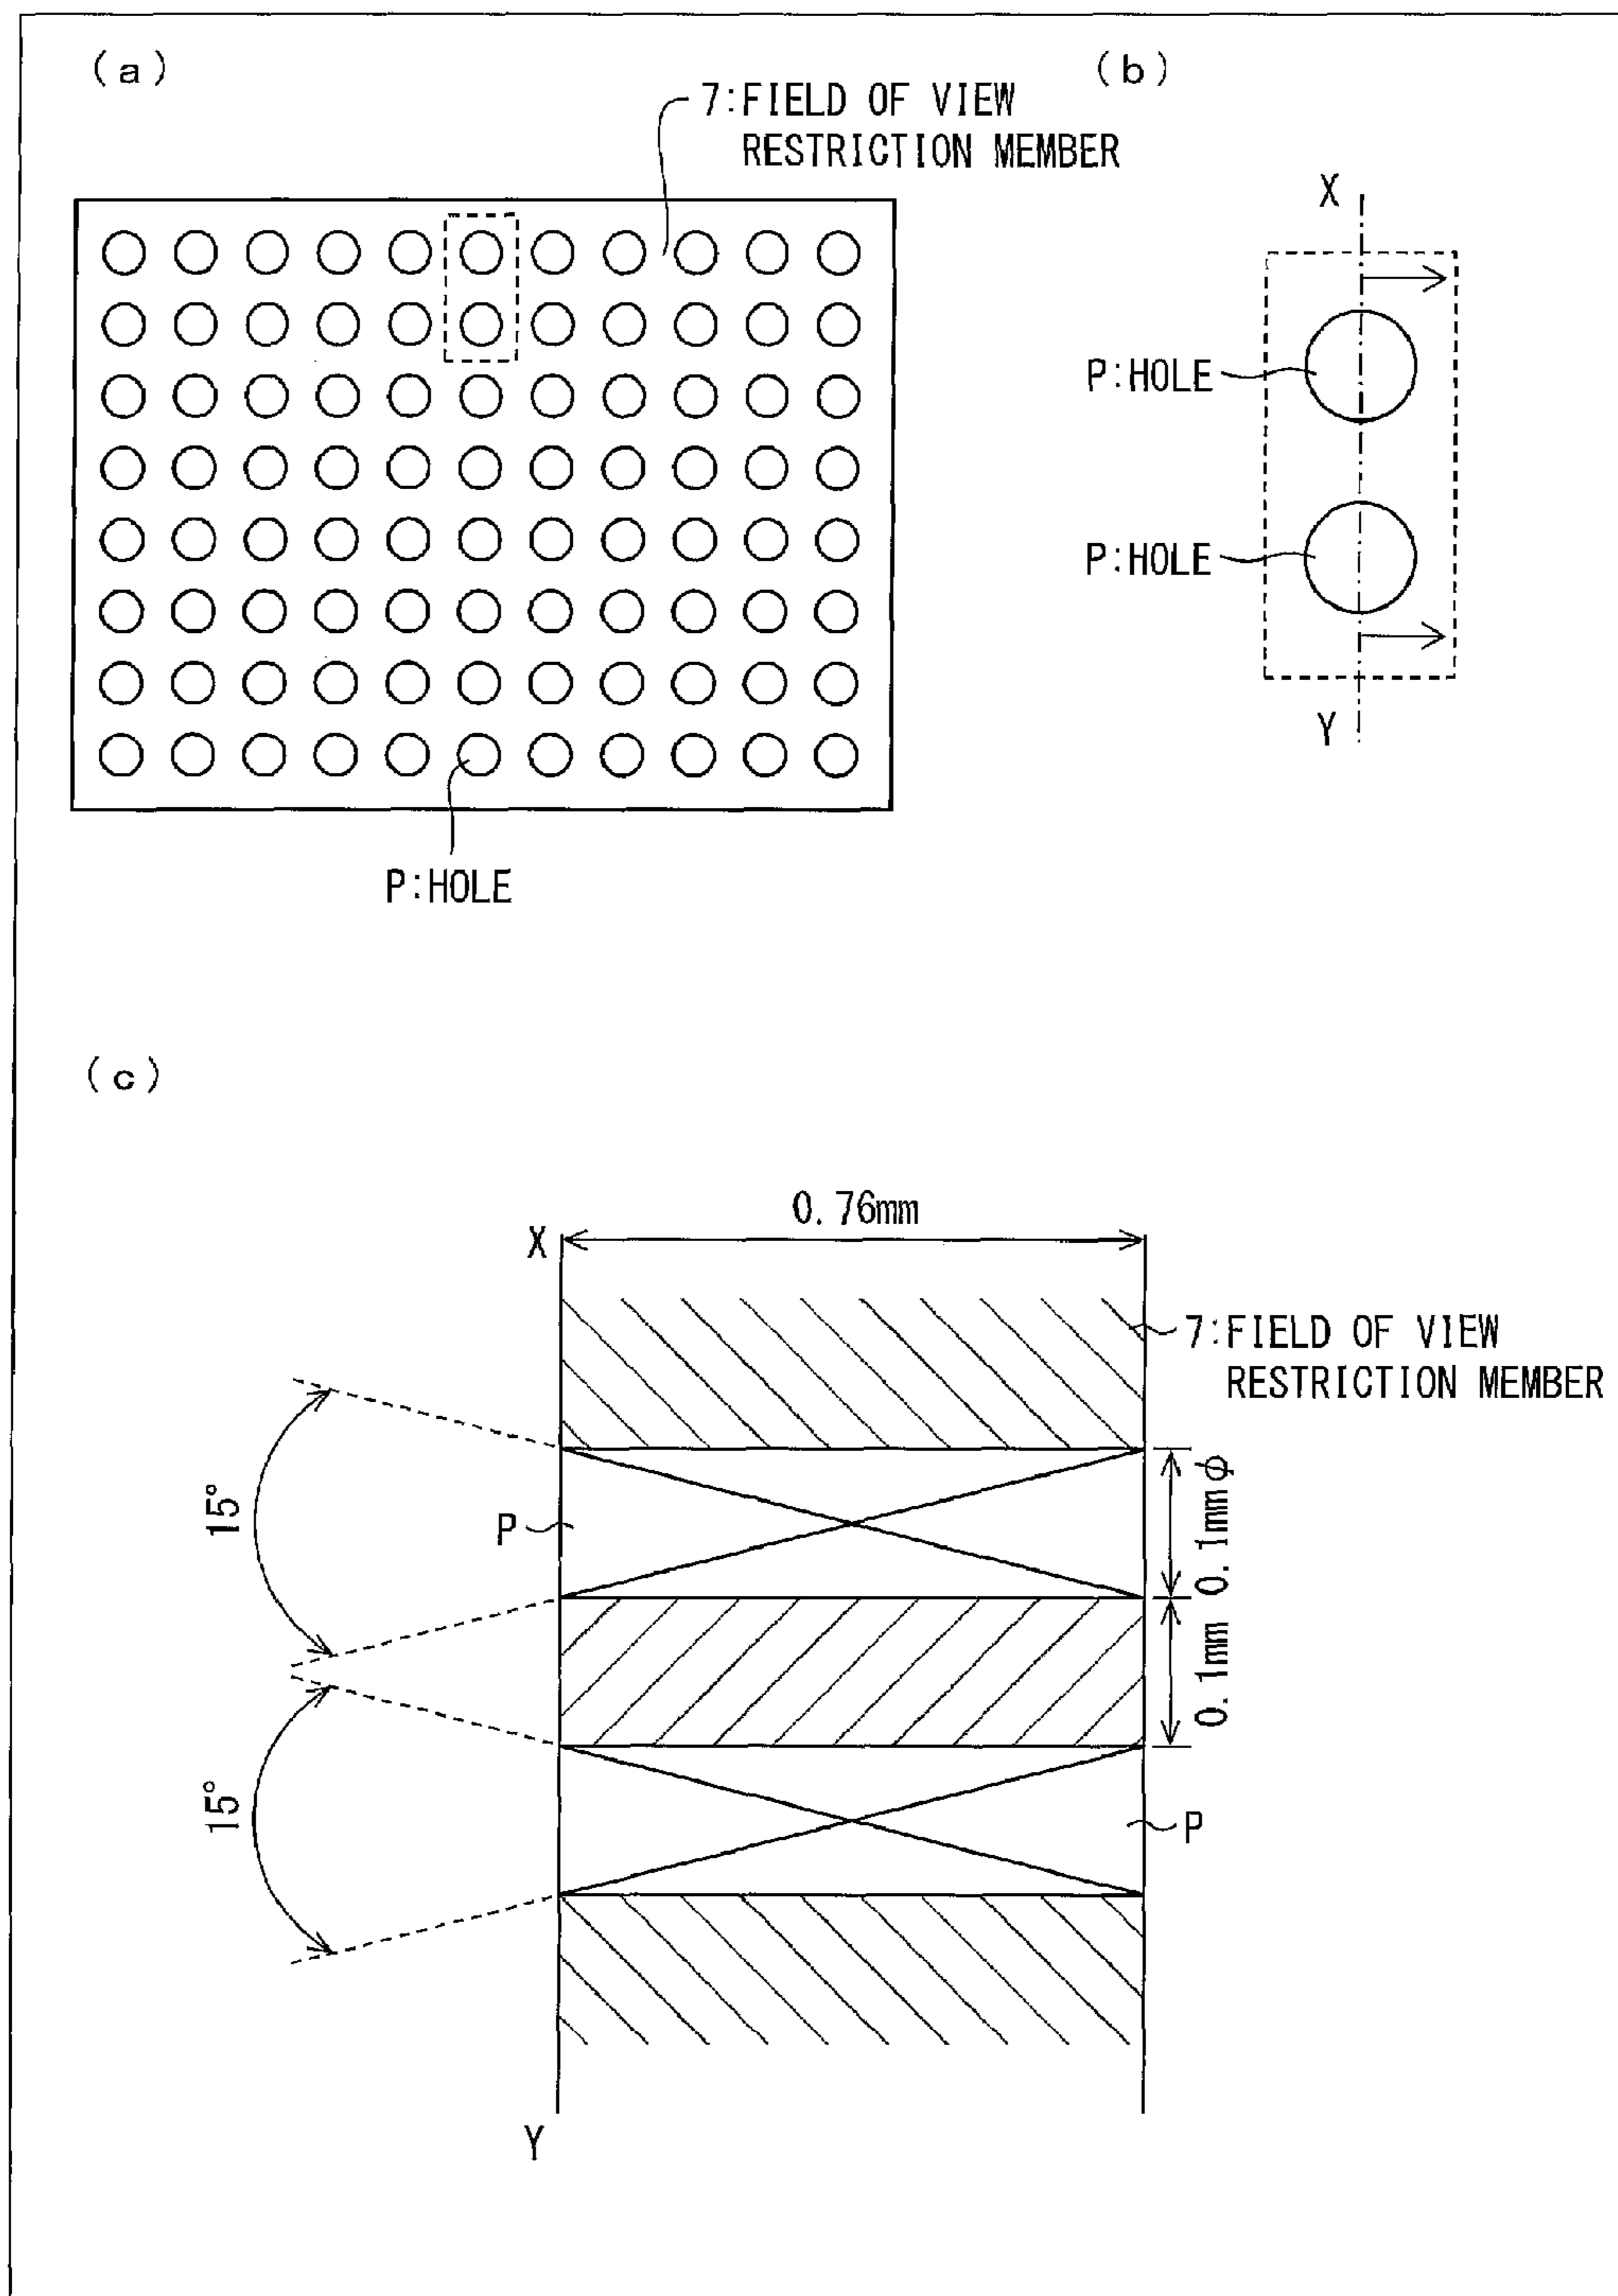 (a)
7:FIELD OF VIEW
RESTRICTION MEMBER
P:HOLE
(b)
X
P:HOLE
P:HOLE
Y
(c)
0.76mm
X
7:FIELD OF VIEW
RESTRICTION MEMBER
15°
P
0.1mmφ
0.1mm
15°
P
Y